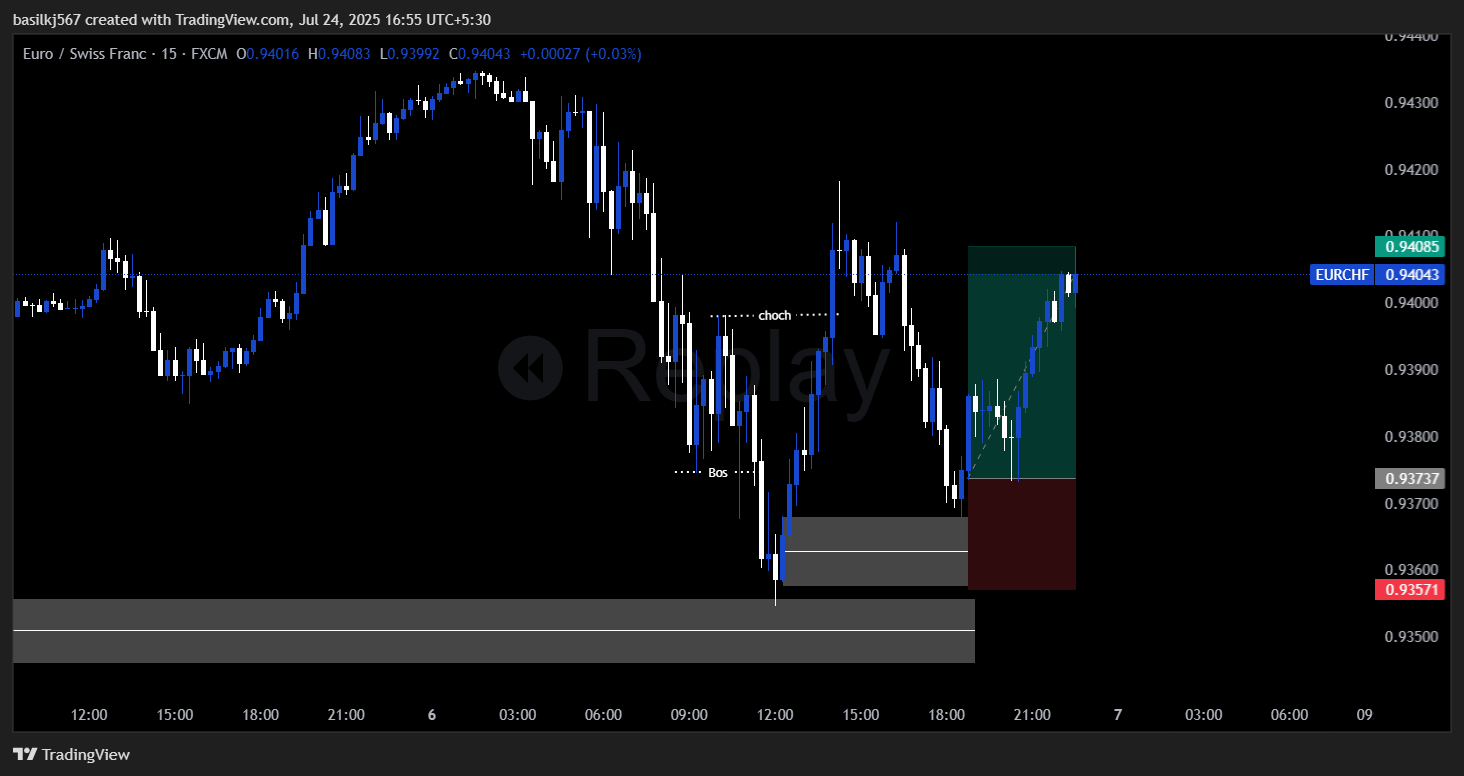 basilkj567 created with TradingView.com, Jul 24, 2025 16:55 UTC+5:30
Euro / Swiss Franc · 15 · FXCM O0.94016 H0.94083 L0.93992 C0.94043 +0.00027 (+0.03%)
0.94400
0.94300
0.94200
0.94100
0.94085
EURCHF 0.94043
0.94000
choch
Replay
0.93900
0.93800
Bos
0.93737
0.93700
0.93600
0.93571
0.93500
12:00 15:00 18:00 21:00 6 03:00 06:00 09:00 12:00 15:00 18:00 21:00 7 03:00 06:00 09
TradingView